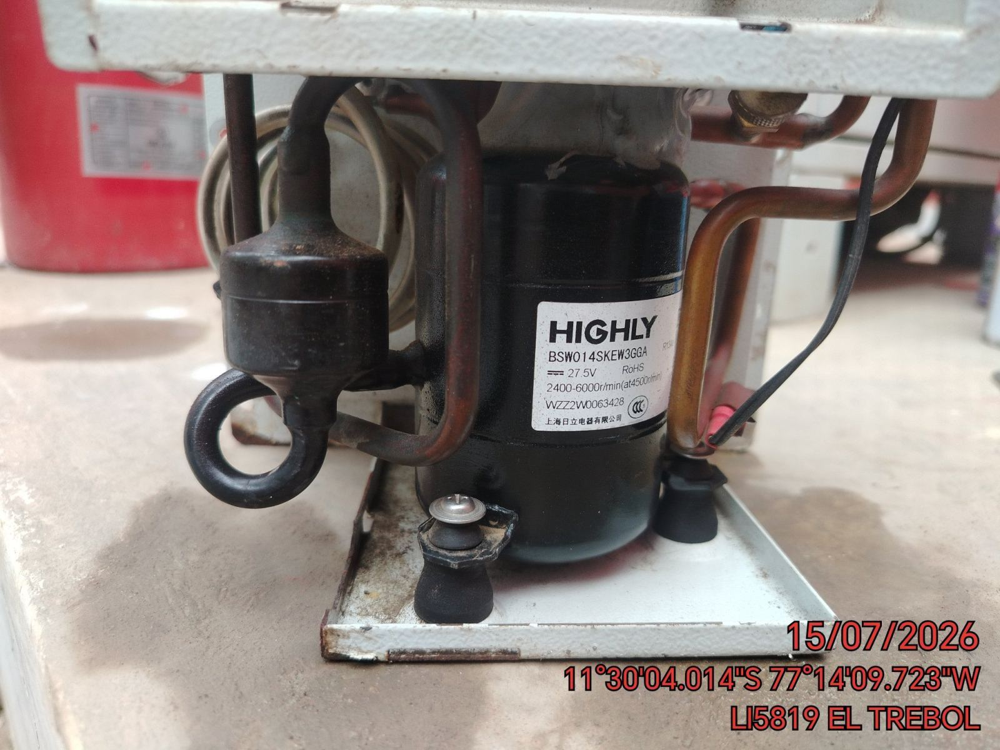 HIGHLY
BSW014SKEW3GGA
27.5V RoHS
2400-6000r/min(at4500r/min)
WZZ2W0063428
上海日立电器有限公司
15/07/2026
11°30'04.014"S 77°14'09.723"W
LI5819 EL TREBOL